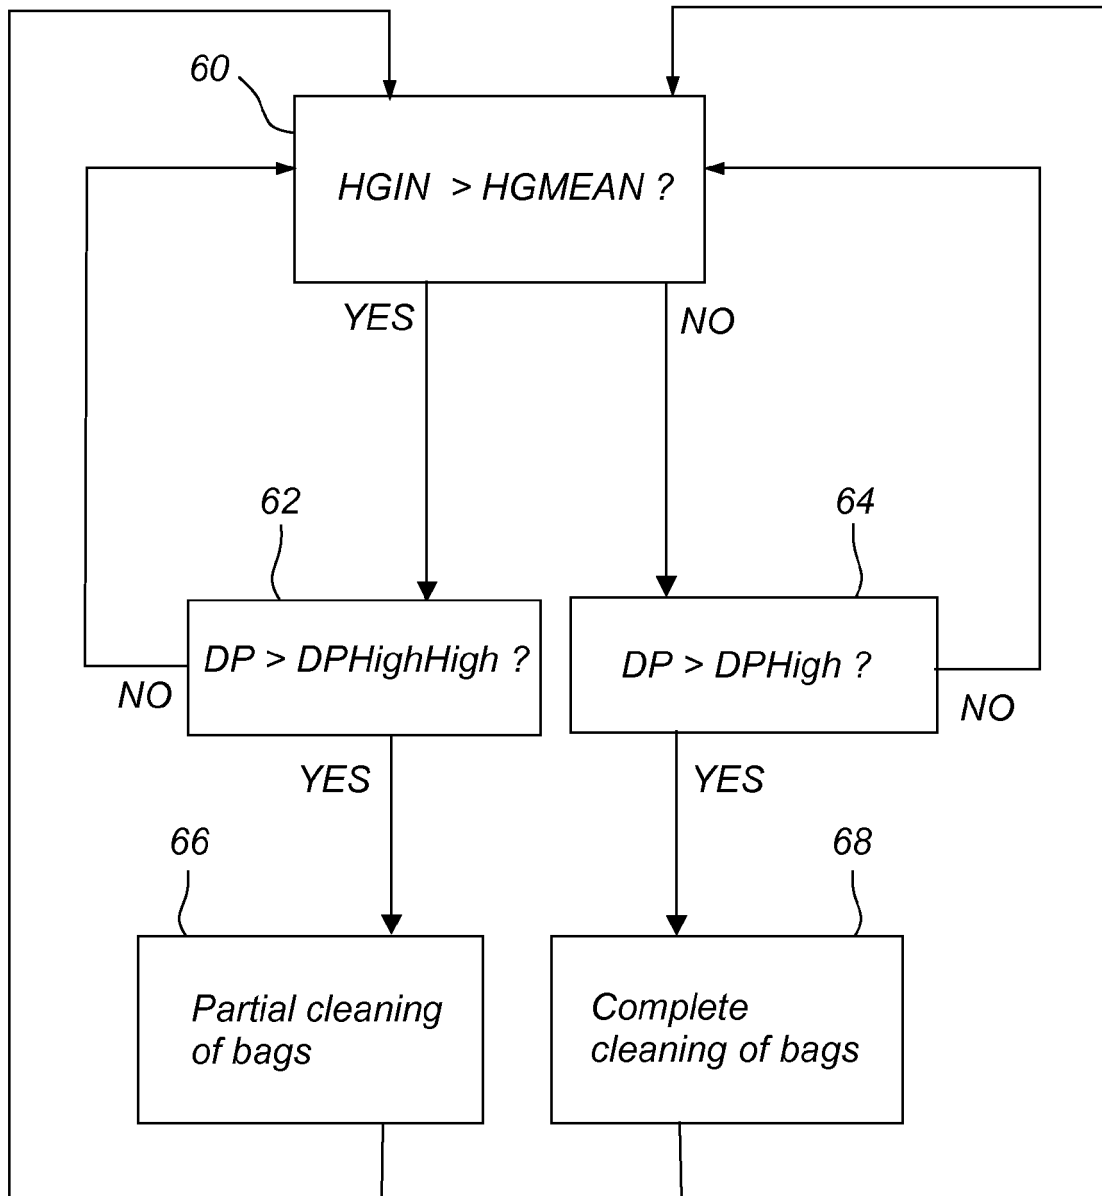 60
HGIN > HGMEAN ?
YES
NO
62
64
DP > DPHighHigh ?
DP > DPHigh ?
NO
NO
YES
YES
66
68
Partial cleaning
of bags
Complete
cleaning of bags